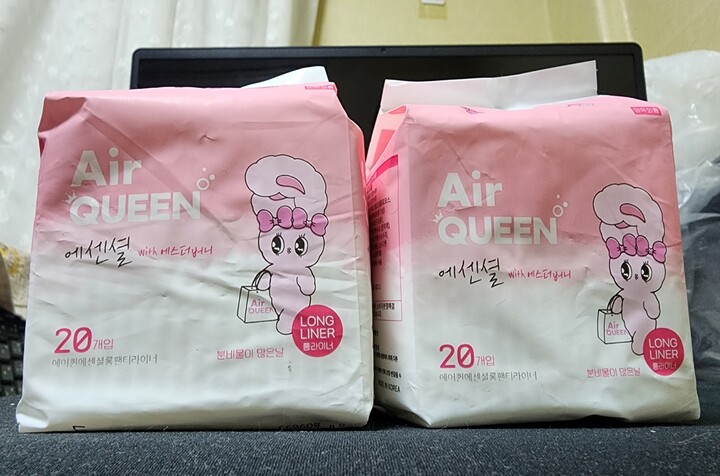 Air
QUEEN
에센셜 with 에스더버니
Air
QUEEN
20개입
에이퀸에센셜롱팬티라이너
LONG
LINER
롱라이너
분비물이 많은날
Air
QUEEN
에센셜 with 에스더버니
Air
QUEEN
20개입
에이퀸에센셜롱팬티라이너
LONG
LINER
롱라이너
분비물이 많은날
KOREA